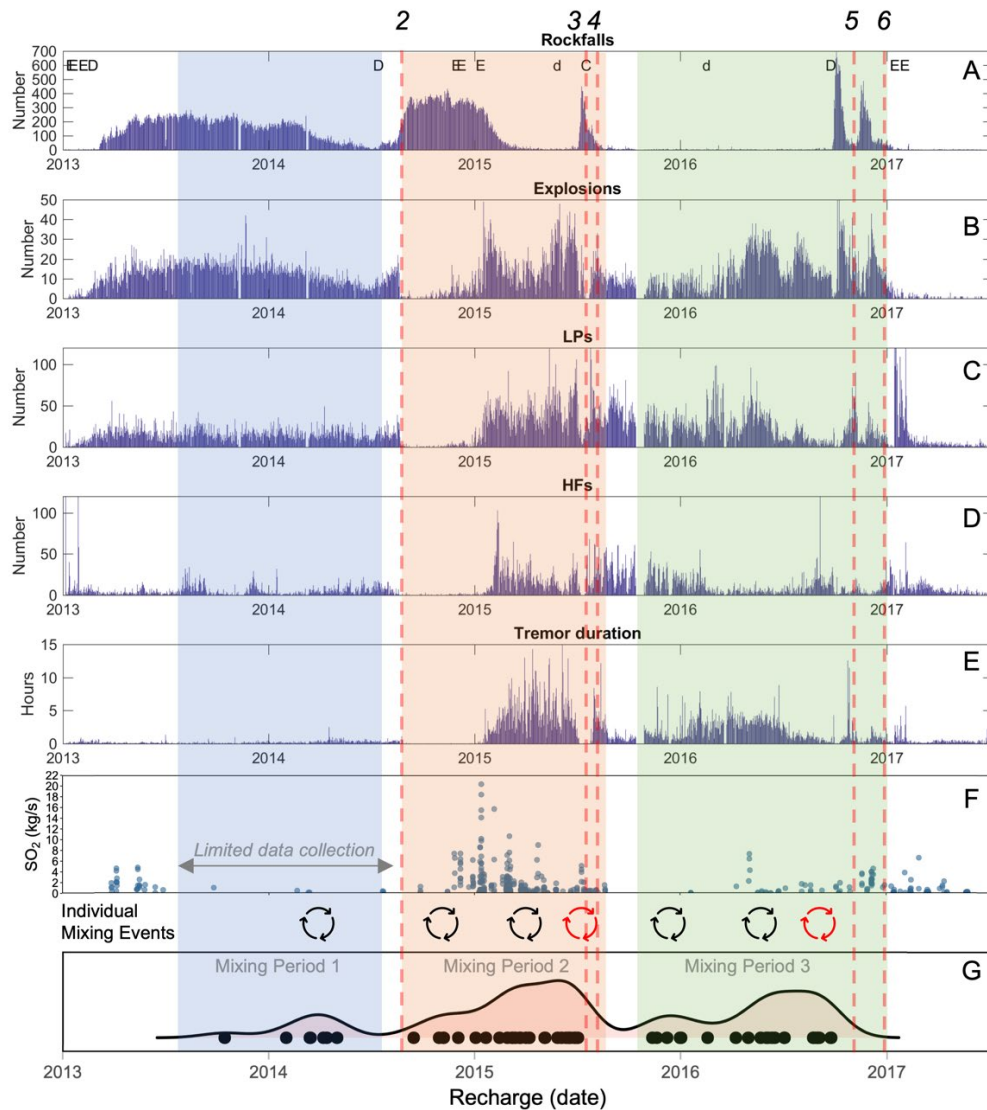 2 3 4 5 6
Rockfalls
A
EEED D EE E d C d D EE
Number
700
600
500
400
300
200
100
0
2013 2014 2015 2016 2017
Explosions
B
Number
50
40
30
20
10
0
2013 2014 2015 2016 2017
LPs
C
Number
100
50
0
2013 2014 2015 2016 2017
HFs
D
Number
100
50
0
2013 2014 2015 2016 2017
Tremor duration
E
Hours
15
10
5
0
2013 2014 2015 2016 2017
F
SO₂ (kg/s)
22
20
18
16
14
12
10
8
6
4
2
0
Limited data collection
Individual
Mixing Events
G
Mixing Period 1 Mixing Period 2 Mixing Period 3
2013 2014 2015 2016 2017
Recharge (date)